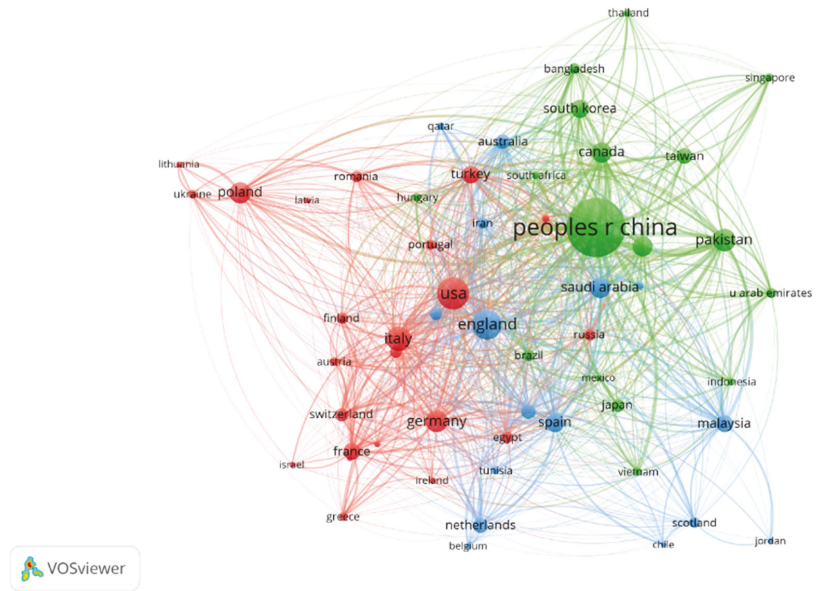 thailand
bangladesh
singapore
south korea
qatar
australia
canada
taiwan
lithuania
romania
turkey
south africa
ukraine
poland
latvia
hungary
iran
peoples r china
portugal
pakistan
usa
saudi arabia
u arab emirates
finland
england
italy
russia
brazil
austria
mexico
indonesia
switzerland
japan
germany
spain
malaysia
egypt
france
israel
tunisia
vietnam
ireland
greece
netherlands
scotland
belgium
chile
jordan
VOSviewer